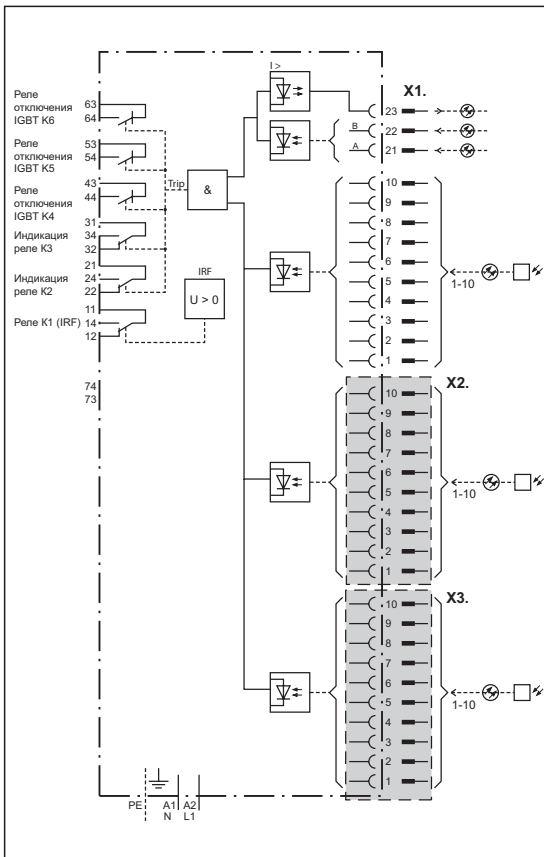 I >
X1.
Реле
отключения
IGBT K6
63
64
23
B
22
A
21
Реле
отключения
IGBT K5
53
54
Trip
&
Реле
отключения
IGBT K4
43
44
10
9
8
7
6
5
4
3
2
1
1-10
Индикация
реле K3
31
34
32
Индикация
реле K2
21
24
22
IRF
U > 0
Реле K1 (IRF)
11
14
12
74
73
X2.
10
9
8
7
6
5
4
3
2
1
1-10
X3.
10
9
8
7
6
5
4
3
2
1
1-10
PE
A1
N
A2
L1